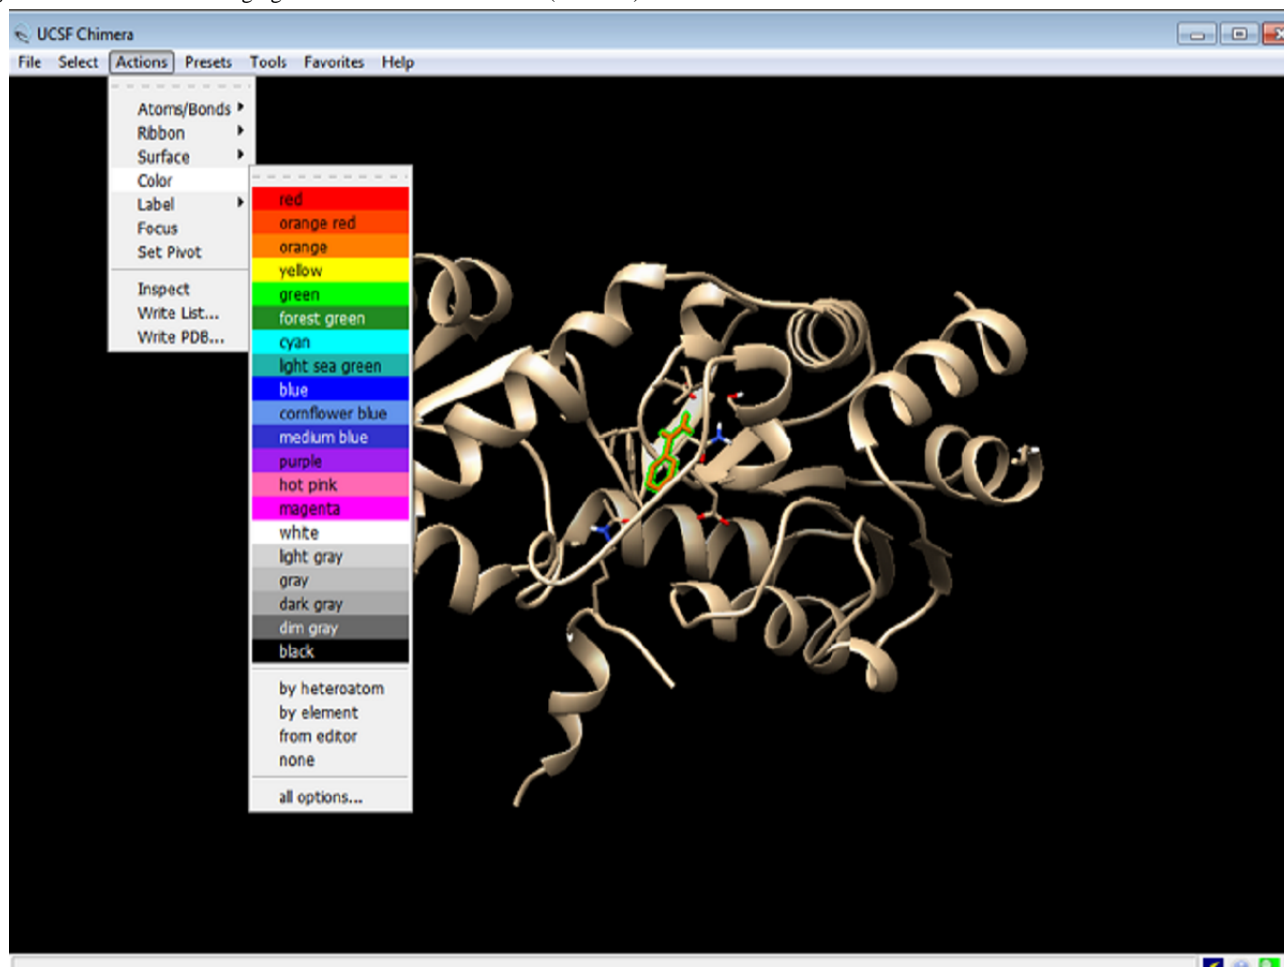 UCSF Chimera
File Select Actions Presets Tools Favorites Help
Atoms/Bonds
Ribbon
Surface
Color
Label
Focus
Set Pivot
Inspect
Write List...
Write PDB...
red
orange red
orange
yellow
green
forest green
cyan
light sea green
blue
cornflower blue
medium blue
purple
hot pink
magenta
white
light gray
gray
dark gray
dim gray
black
by heteroatom
by element
from editor
none
all options...